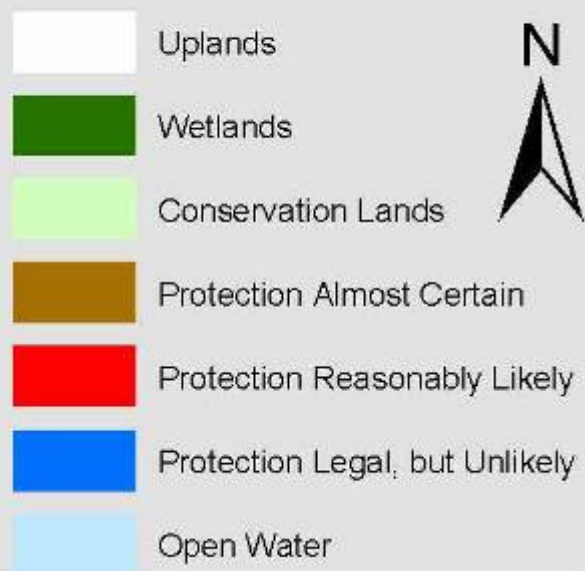 Uplands
N
Wetlands
Conservation Lands
Protection Almost Certain
Protection Reasonably Likely
Protection Legal, but Unlikely
Open Water